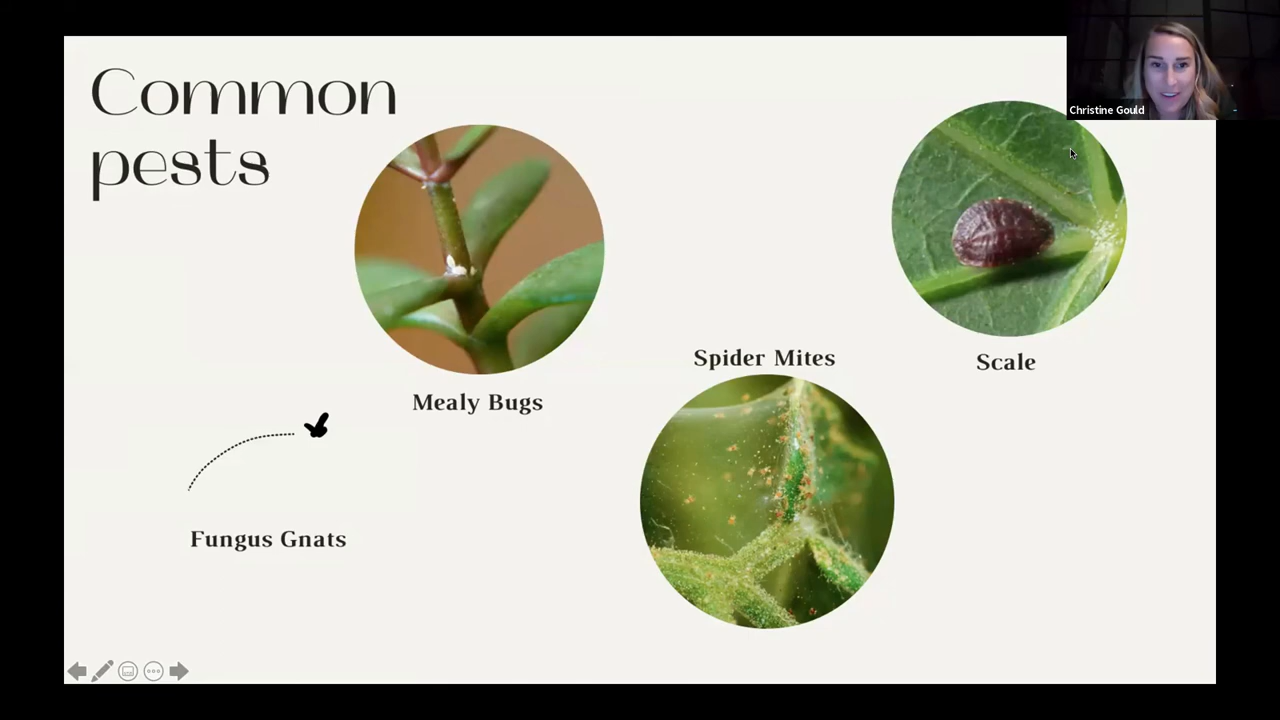 Common
pests
Christine Gould
Mealy Bugs
Spider Mites
Scale
Fungus Gnats